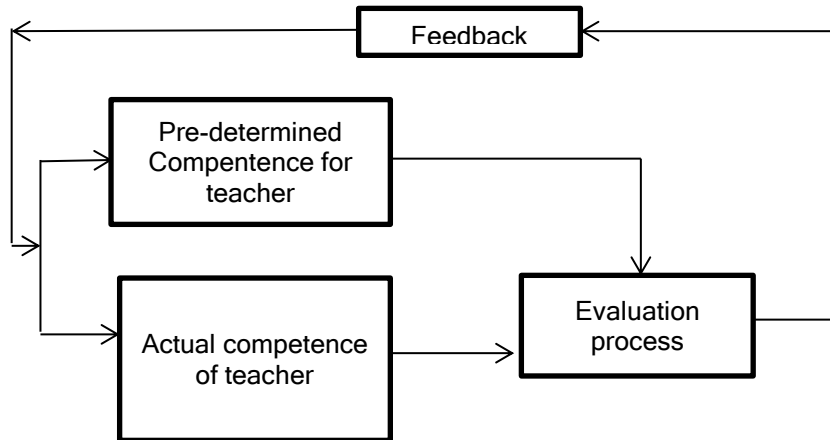 Feedback
Pre-determined
Compentence for
teacher
Actual competence
of teacher
Evaluation
process